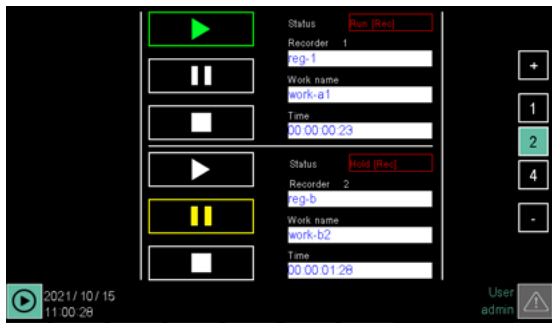 Status Run [Rec]
Recorder 1
reg-1
Work name
work-a1
Time
00:00:00:23
Status Hold [Rec]
Recorder 2
reg-b
Work name
work-b2
Time
00:00:01:28
+
1
2
4
-
2021/10/15
11:00:28
User
admin